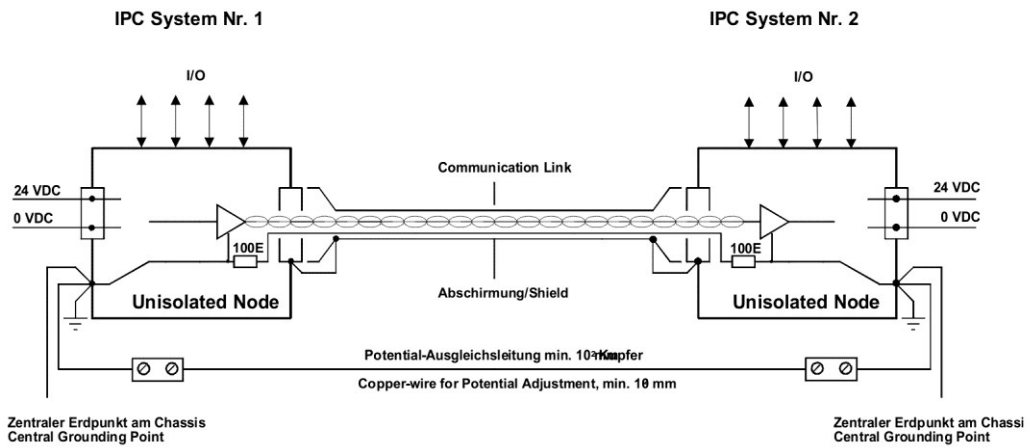 IPC System Nr. 1
IPC System Nr. 2
I/O
I/O
Communication Link
24 VDC
24 VDC
0 VDC
0 VDC
100E
100E
Abschirmung/Shield
Unisolated Node
Unisolated Node
Potential-Ausgleichsleitung min. Kupfer
Copper-wire for Potential Adjustment, min. mm
Zentraler Erdpunkt am Chassis
Central Grounding Point
Zentraler Erdpunkt am Chassi
Central Grounding Point